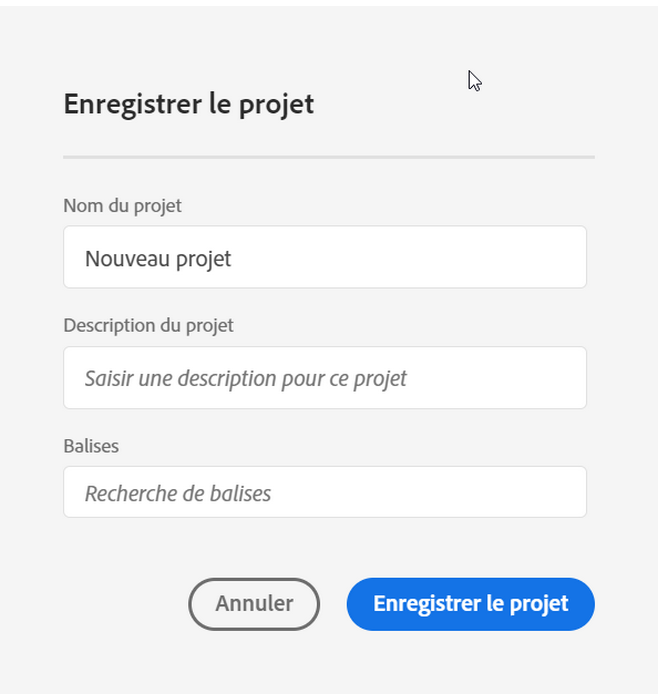 Enregistrer le projet
Nom du projet
Nouveau projet
Description du projet
Saisir une description pour ce projet
Balises
Recherche de balises
Annuler
Enregistrer le projet